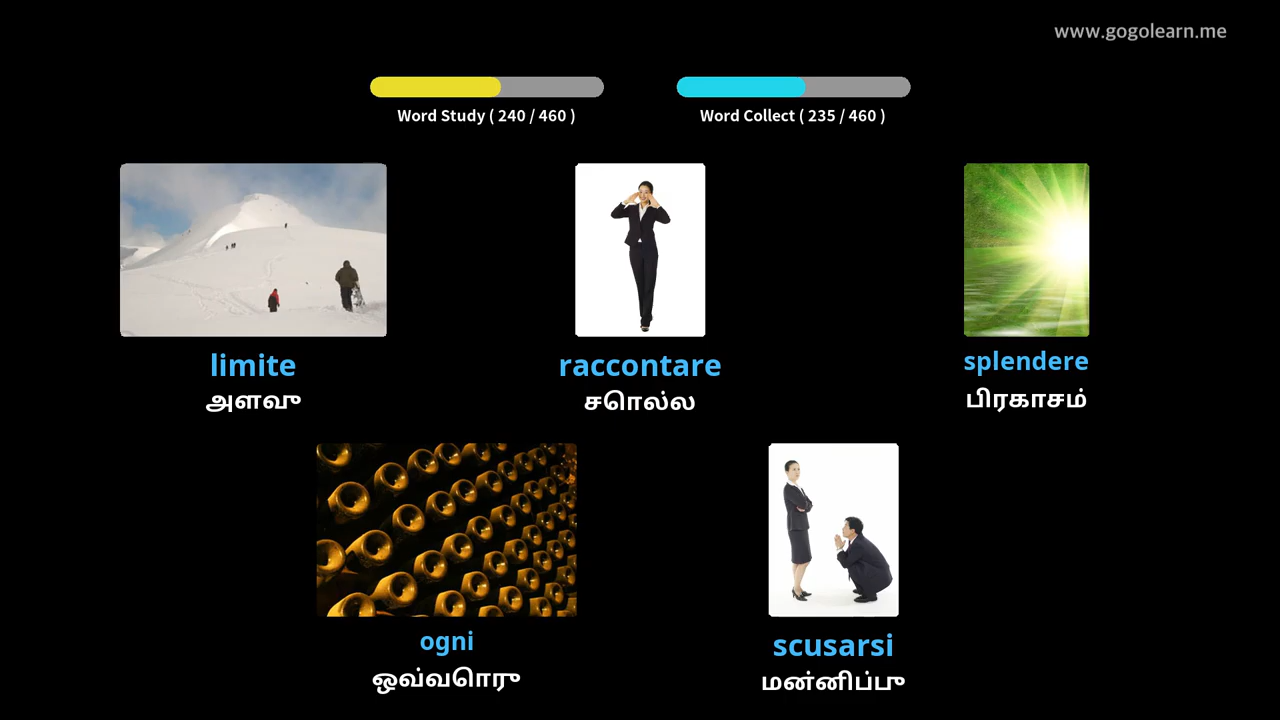 www.gogolearn.me
Word Study ( 240 / 460 )
Word Collect ( 235 / 460 )
limite
raccontare
splendere
அளவு
சொல்ல
பிரகாசம்
ogni
scusarsi
ஒவ்வொரு
மன்னிப்பு